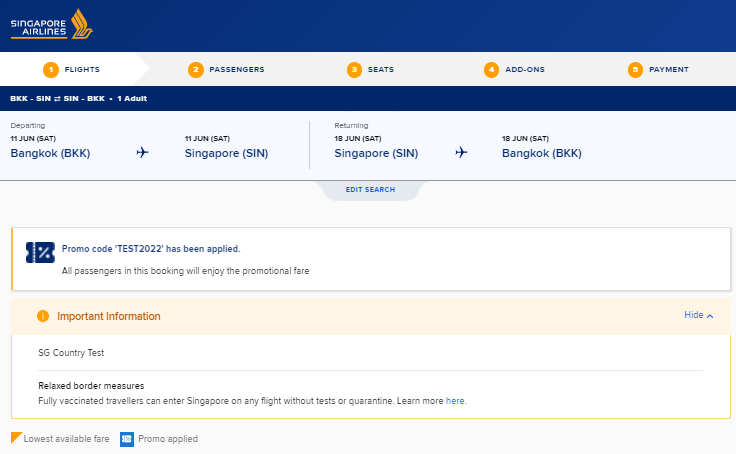 SINGAPORE
AIRLINES
1 FLIGHTS 2 PASSENGERS 3 SEATS 4 ADD-ONS 5 PAYMENT
BKK - SIN ⇄ SIN - BKK • 1 Adult
Departing
11 JUN (SAT) 11 JUN (SAT)
Bangkok (BKK) Singapore (SIN)
Returning
18 JUN (SAT) 18 JUN (SAT)
Singapore (SIN) Bangkok (BKK)
EDIT SEARCH
Promo code 'TEST2022' has been applied.
All passengers in this booking will enjoy the promotional fare
Important Information Hide
SG Country Test
Relaxed border measures
Fully vaccinated travellers can enter Singapore on any flight without tests or quarantine. Learn more here.
Lowest available fare Promo applied